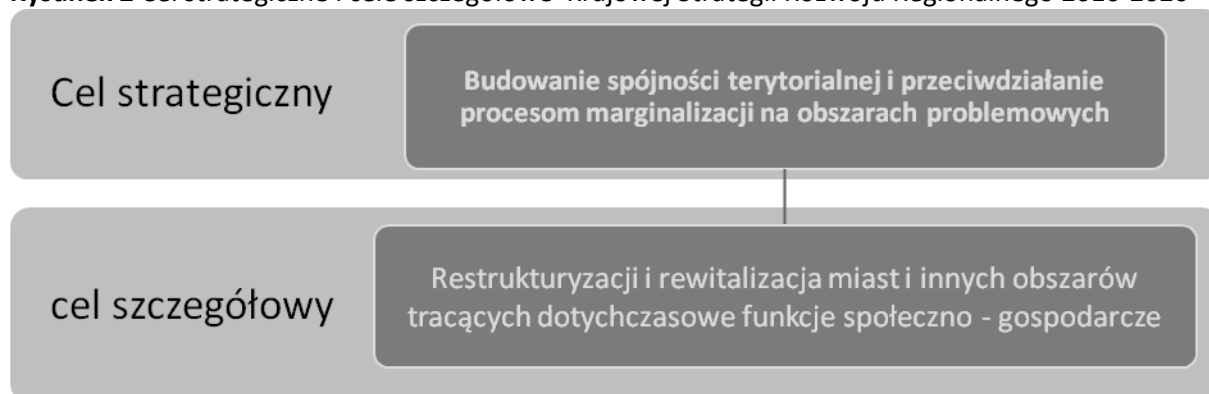 Cel strategiczny
Budowanie spójności terytorialnej i przeciwdziałanie
procesom marginalizacji na obszarach problemowych
cel szczegółowy
Restrukturyzacji i rewitalizacja miast i innych obszarów
tracących dotychczasowe funkcje społeczno - gospodarcze